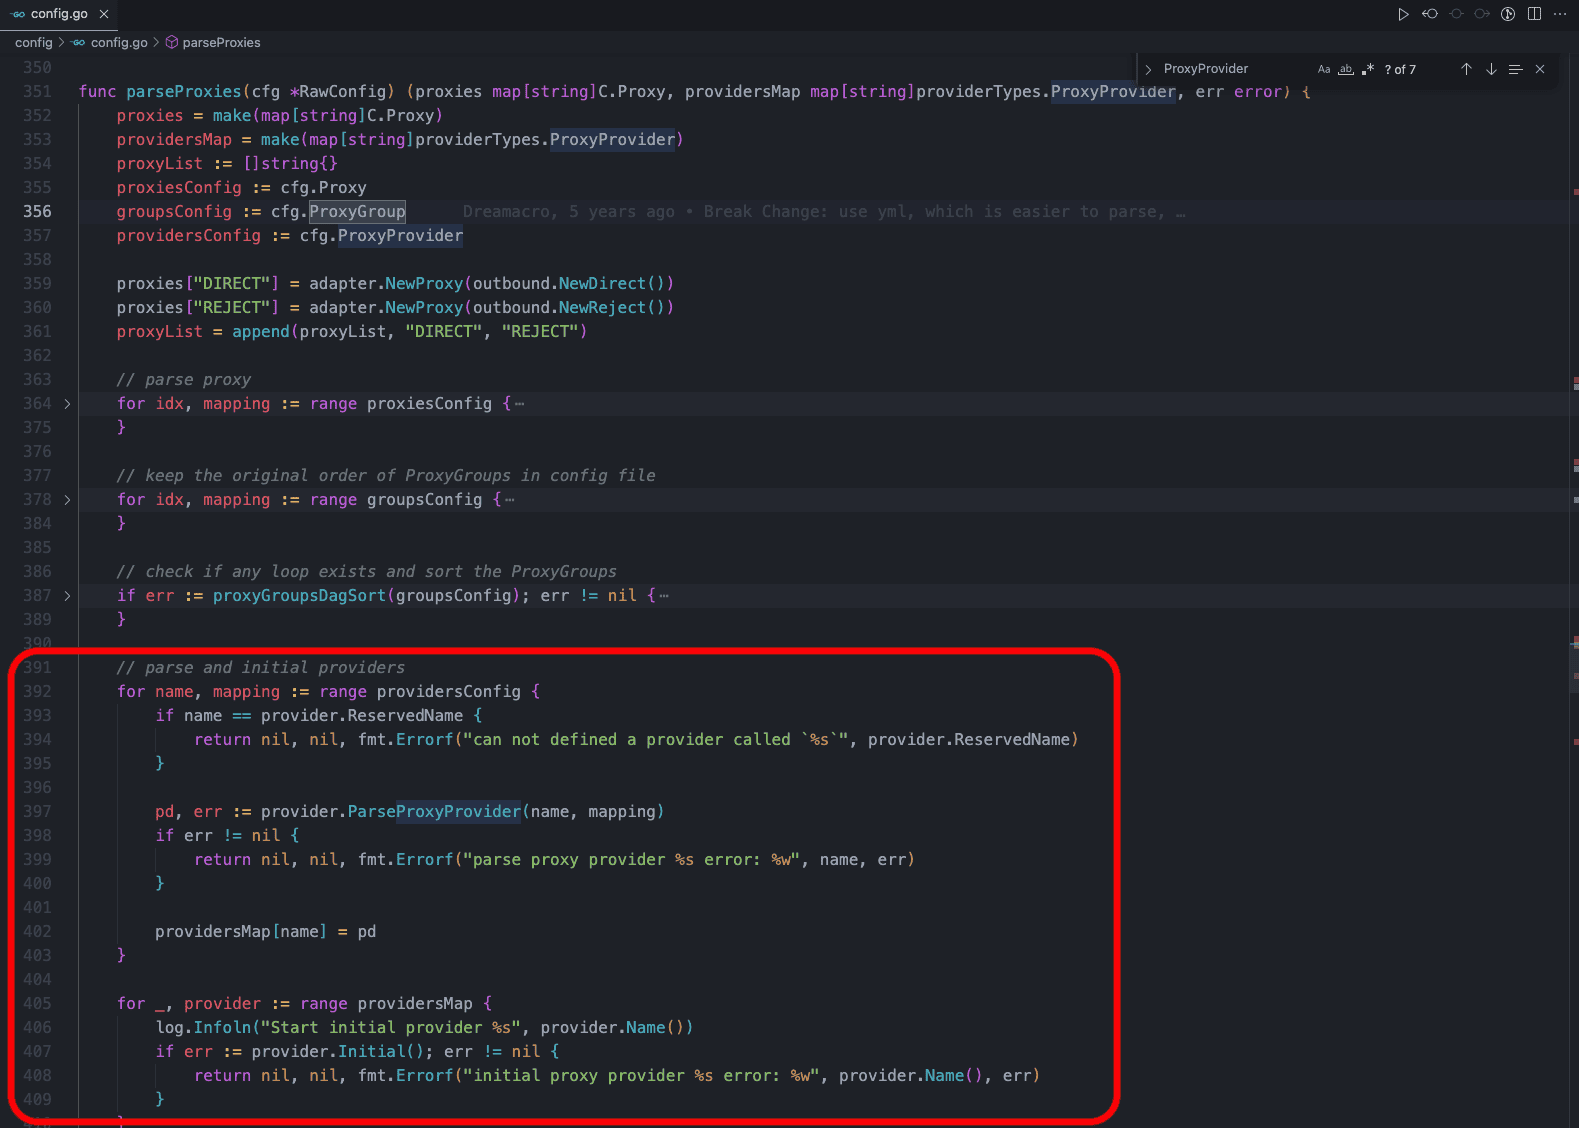 config.go
config > config.go > parseProxies
ProxyProvider Aa ab .* ? of 7
350
351 func parseProxies(cfg *RawConfig) (proxies map[string]C.Proxy, providersMap map[string]providerTypes.ProxyProvider, err error) {
352 proxies = make(map[string]C.Proxy)
353 providersMap = make(map[string]providerTypes.ProxyProvider)
354 proxyList := []string{}
355 proxiesConfig := cfg.Proxy
356 groupsConfig := cfg.ProxyGroup Dreamacro, 5 years ago • Break Change: use yml, which is easier to parse, …
357 providersConfig := cfg.ProxyProvider
358
359 proxies["DIRECT"] = adapter.NewProxy(outbound.NewDirect())
360 proxies["REJECT"] = adapter.NewProxy(outbound.NewReject())
361 proxyList = append(proxyList, "DIRECT", "REJECT")
362
363 // parse proxy
364 for idx, mapping := range proxiesConfig {⋯
375 }
376
377 // keep the original order of ProxyGroups in config file
378 for idx, mapping := range groupsConfig {⋯
384 }
385
386 // check if any loop exists and sort the ProxyGroups
387 if err := proxyGroupsDagSort(groupsConfig); err != nil {⋯
389 }
390
391 // parse and initial providers
392 for name, mapping := range providersConfig {
393 if name == provider.ReservedName {
394 return nil, nil, fmt.Errorf("can not defined a provider called `%s`", provider.ReservedName)
395 }
396
397 pd, err := provider.ParseProxyProvider(name, mapping)
398 if err != nil {
399 return nil, nil, fmt.Errorf("parse proxy provider %s error: %w", name, err)
400 }
401
402 providersMap[name] = pd
403 }
404
405 for _, provider := range providersMap {
406 log.Infoln("Start initial provider %s", provider.Name())
407 if err := provider.Initial(); err != nil {
408 return nil, nil, fmt.Errorf("initial proxy provider %s error: %w", provider.Name(), err)
409 }